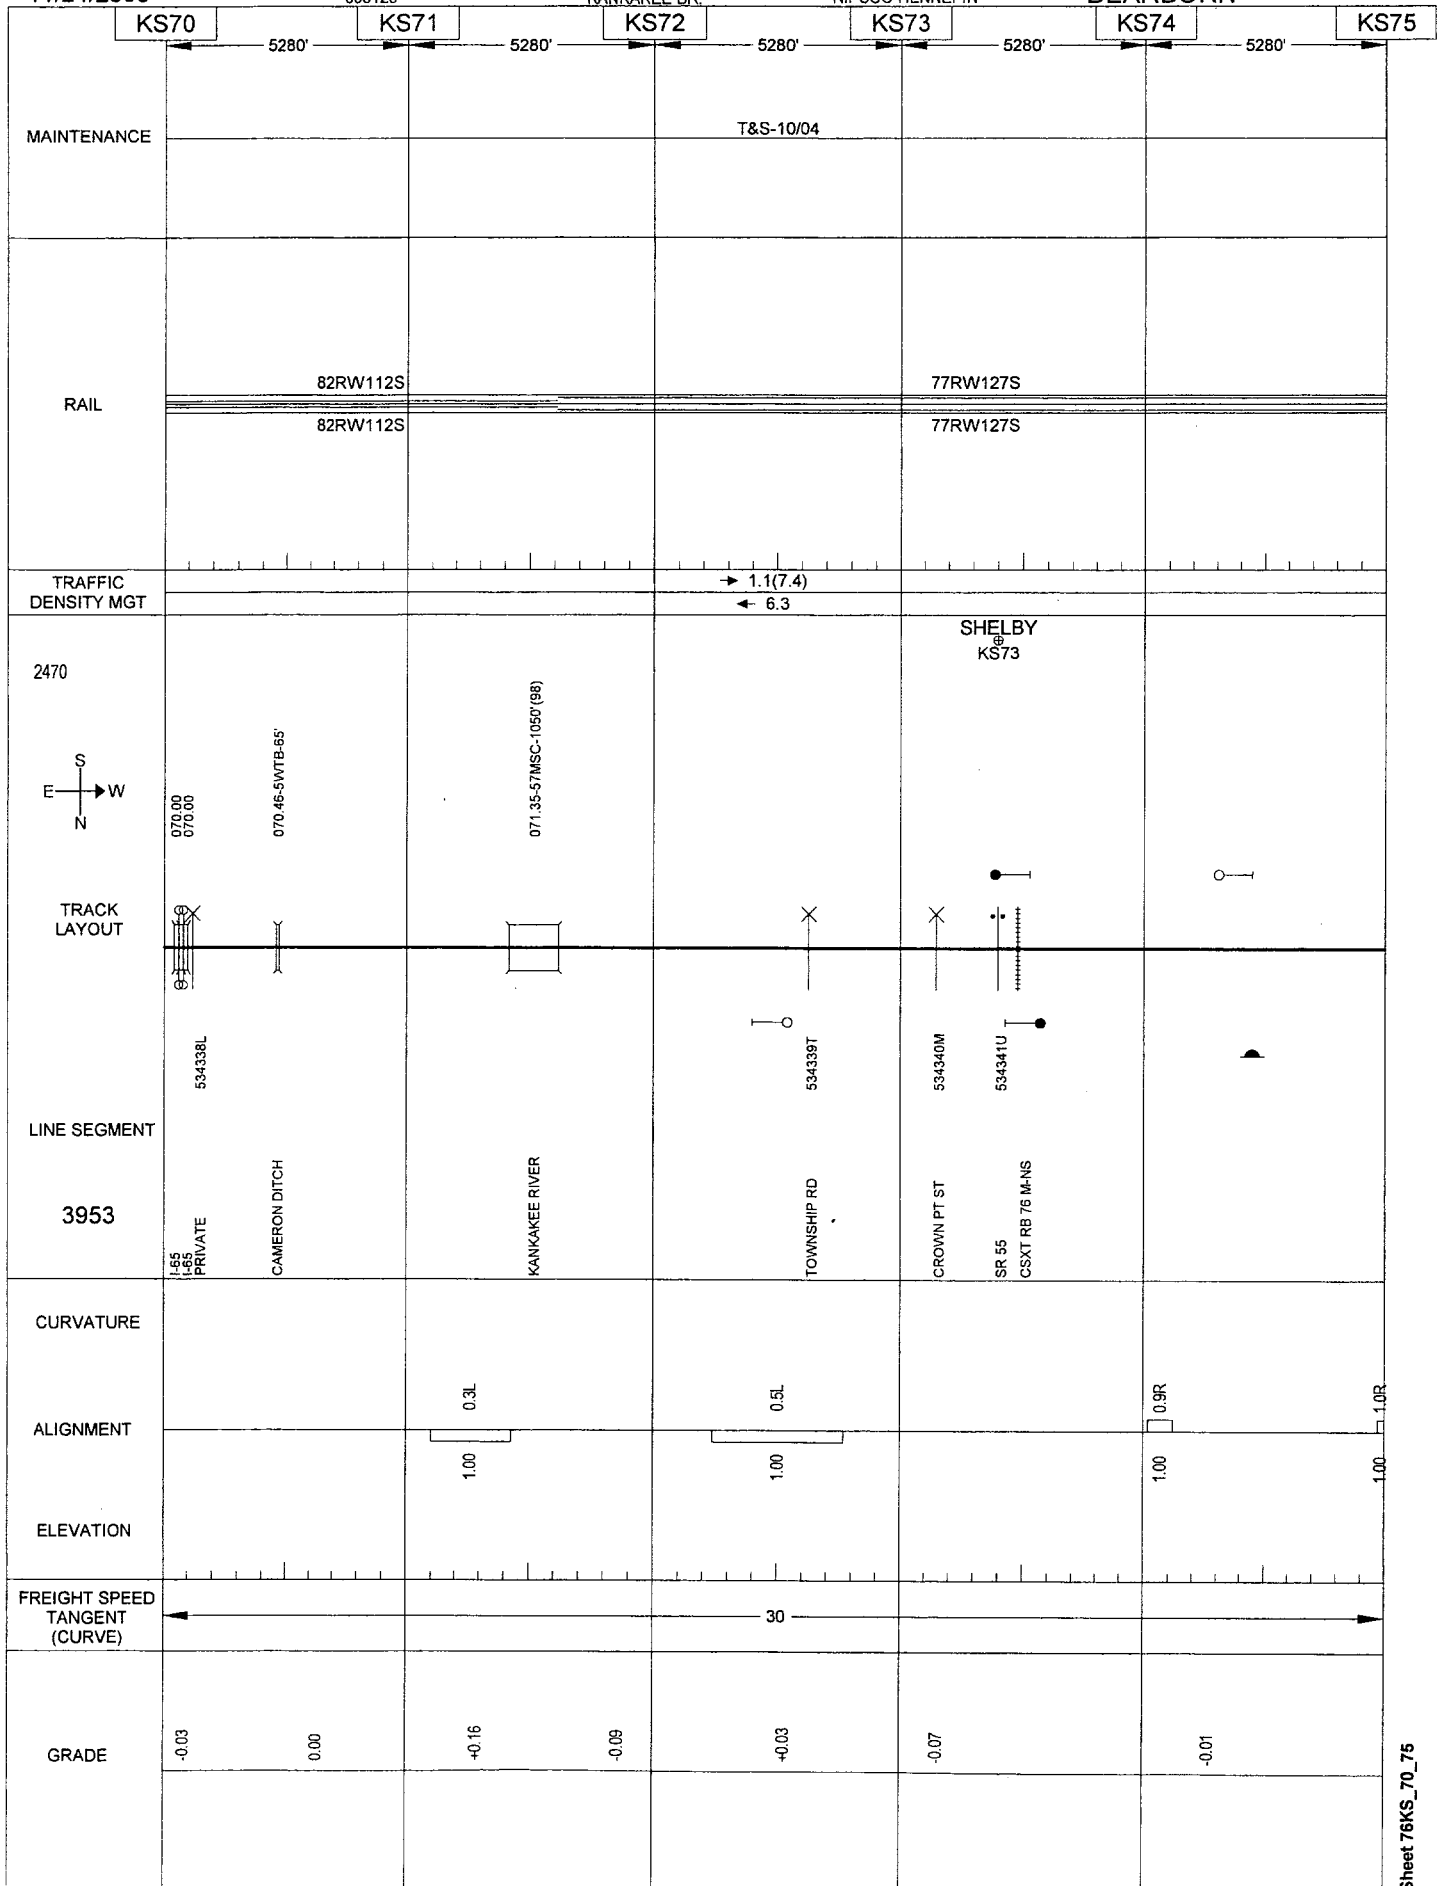 KS70 KS71 KS72 KS73 KS74 KS75
5280' 5280' 5280' 5280' 5280'
MAINTENANCE
T&S-10/04
RAIL
82RW112S 77RW127S
82RW112S 77RW127S
TRAFFIC
DENSITY MGT
1.1(7.4)
6.3
SHELBY
KS73
2470
S
E W
N
070.00
070.00
070.46-5WTB-65'
071.35-57MSC-1050'(98)
TRACK
LAYOUT
534338L
534339T
534340M
534341U
LINE SEGMENT
3953
I-65
I-65
PRIVATE
CAMERON DITCH
KANKAKEE RIVER
TOWNSHIP RD
CROWN PT ST
SR 55
CSXT RB 76 M-NS
CURVATURE
0.3L 0.5L 0.9R 1.0R
ALIGNMENT
1.00 1.00 1.00 1.00
ELEVATION
FREIGHT SPEED
TANGENT
(CURVE)
30
GRADE
-0.03 0.00 +0.16 -0.09 +0.03 -0.07 -0.01
Sheet 76KS_70_75